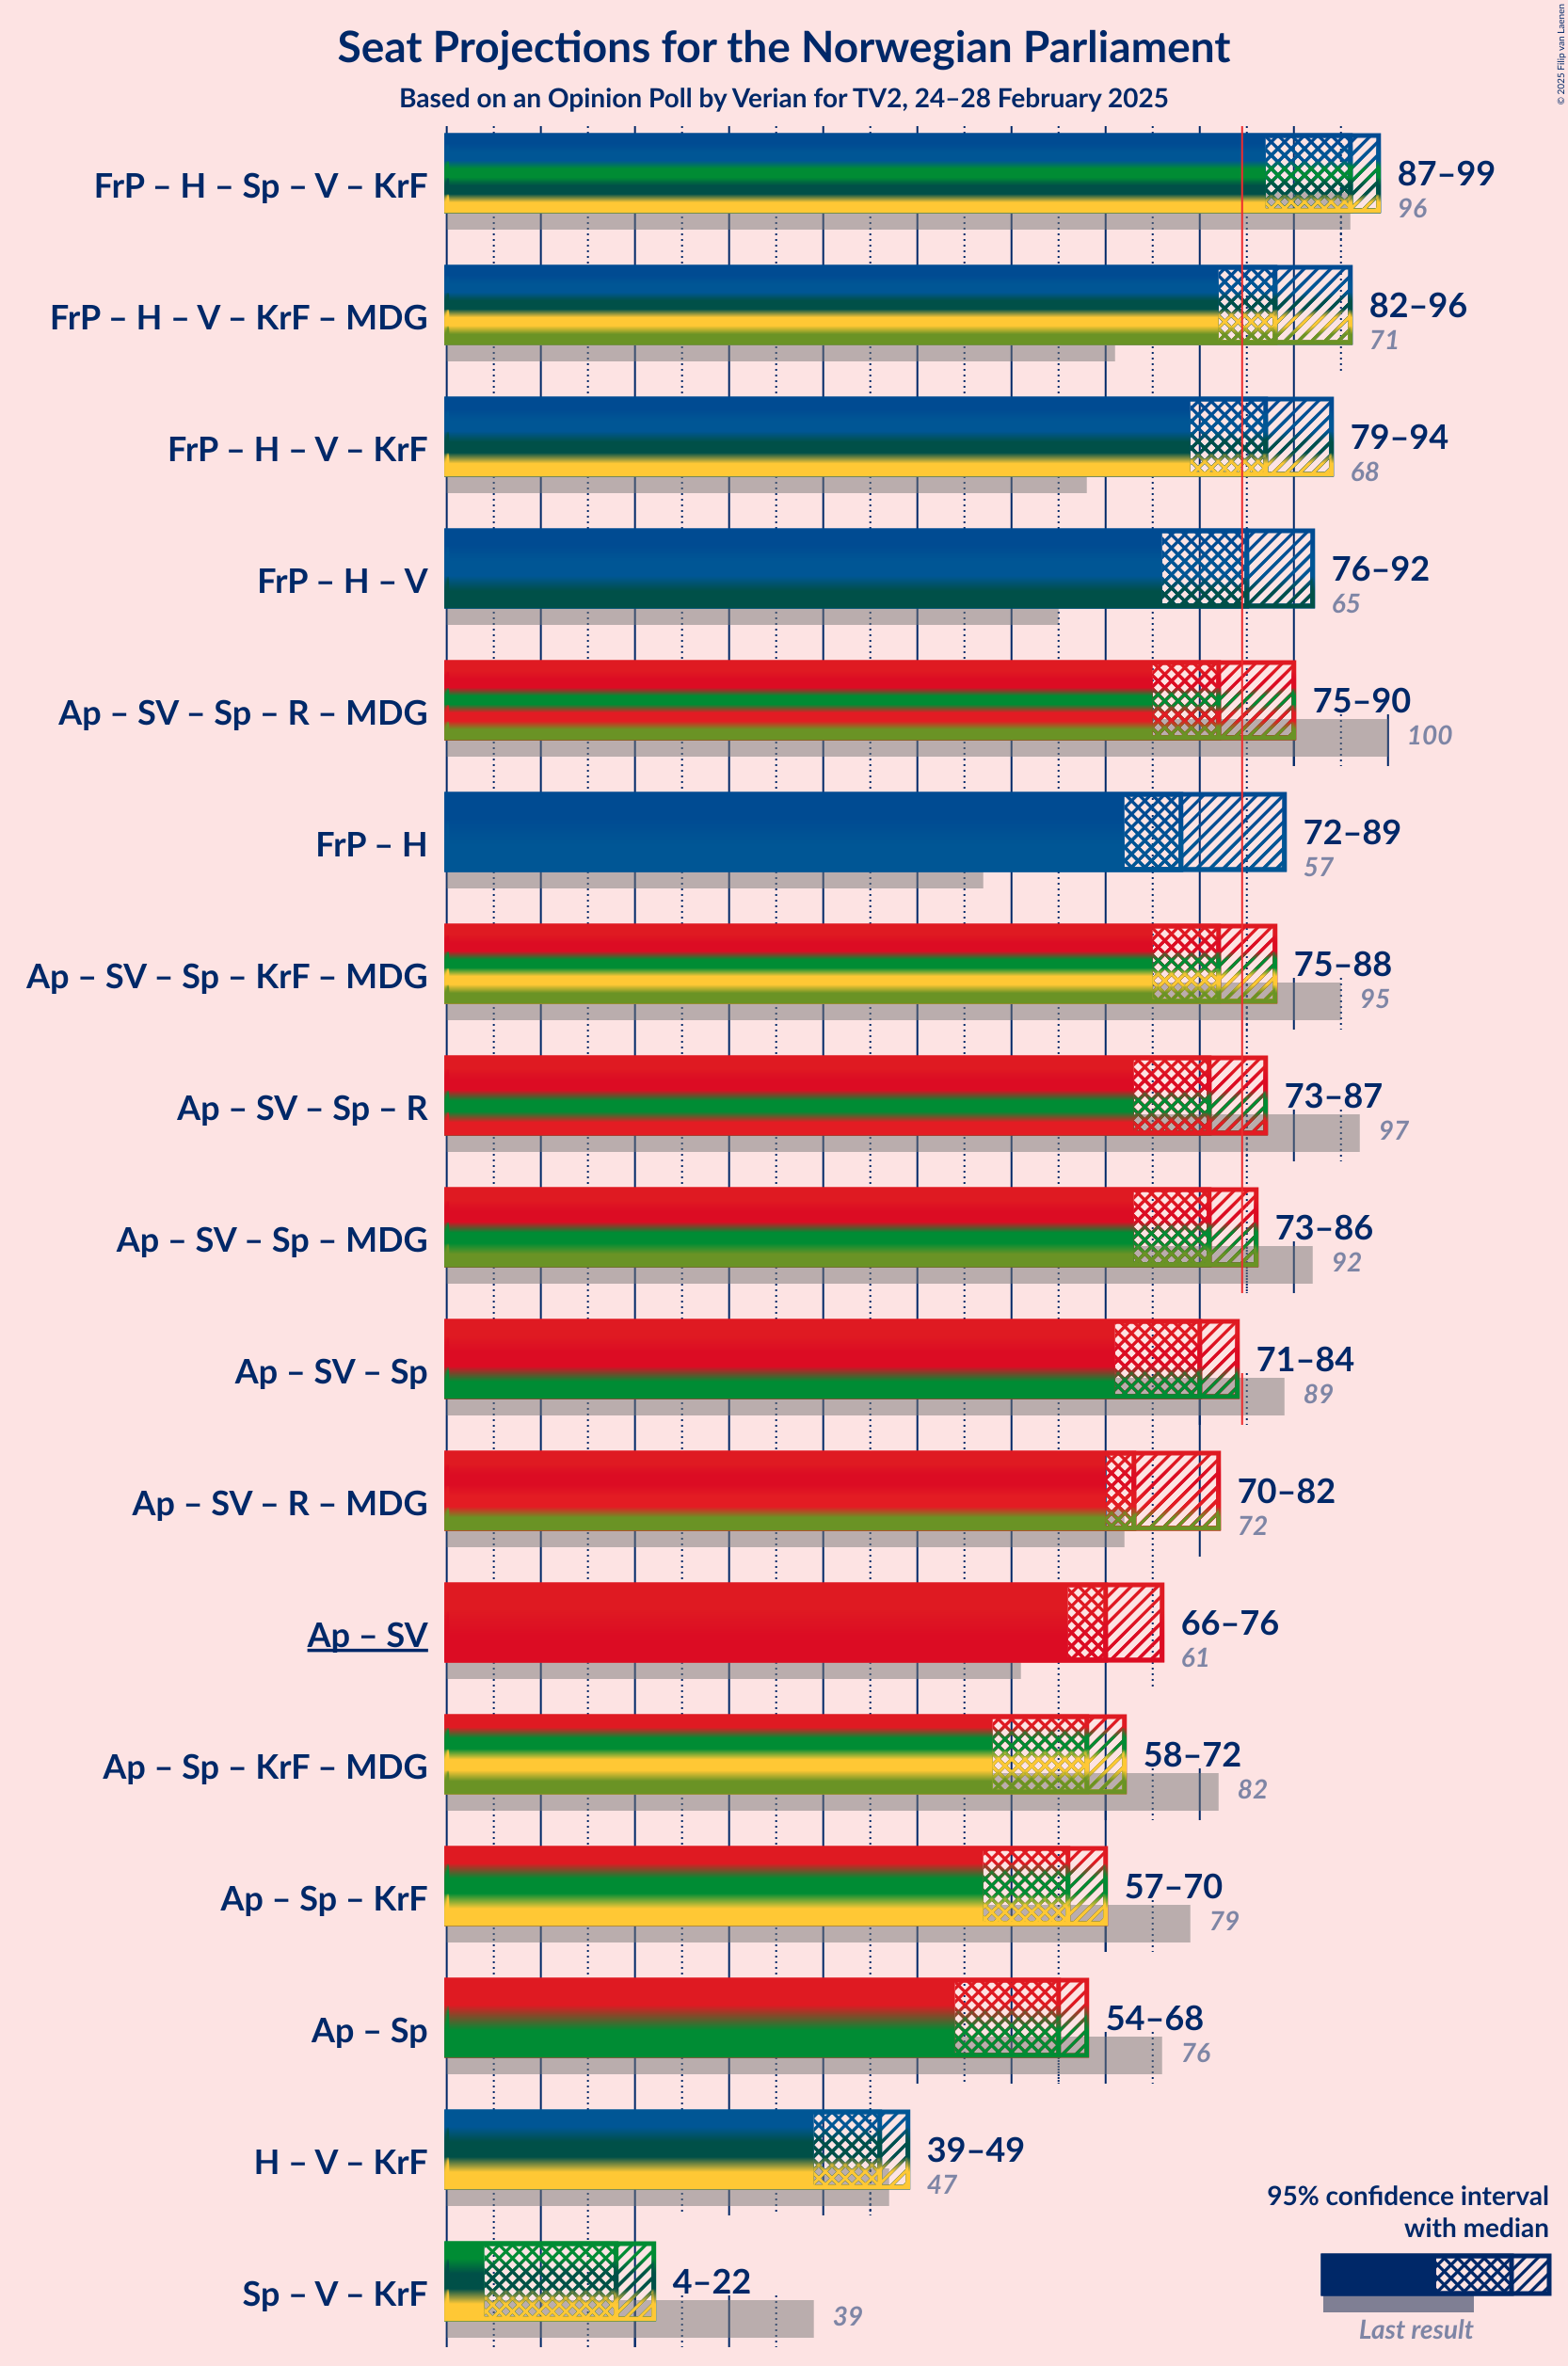 Seat Projections for the Norwegian Parliament
Based on an Opinion Poll by Verian for TV2, 24–28 February 2025
© 2025 Filip van Laenen
FrP – H – Sp – V – KrF
87–99
96
FrP – H – V – KrF – MDG
82–96
71
FrP – H – V – KrF
79–94
68
FrP – H – V
76–92
65
Ap – SV – Sp – R – MDG
75–90
100
FrP – H
72–89
57
Ap – SV – Sp – KrF – MDG
75–88
95
Ap – SV – Sp – R
73–87
97
Ap – SV – Sp – MDG
73–86
92
Ap – SV – Sp
71–84
89
Ap – SV – R – MDG
70–82
72
Ap – SV
66–76
61
Ap – Sp – KrF – MDG
58–72
82
Ap – Sp – KrF
57–70
79
Ap – Sp
54–68
76
H – V – KrF
39–49
47
Sp – V – KrF
4–22
39
95% confidence interval
with median
Last result